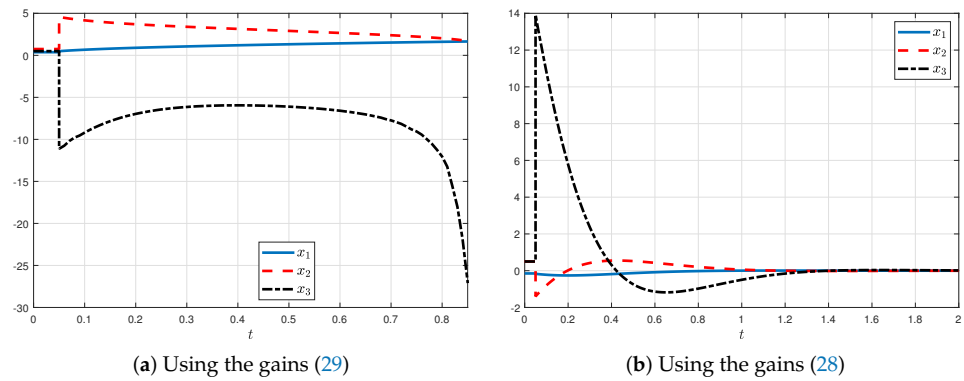 5
0
-5
-10
-15
-20
-25
-30
0 0.1 0.2 0.3 0.4 0.5 0.6 0.7 0.8
t
x₁
x₂
x₃
(a) Using the gains (29)
14
12
10
8
6
4
2
0
-2
0 0.2 0.4 0.6 0.8 1 1.2 1.4 1.6 1.8 2
t
x₁
x₂
x₃
(b) Using the gains (28)